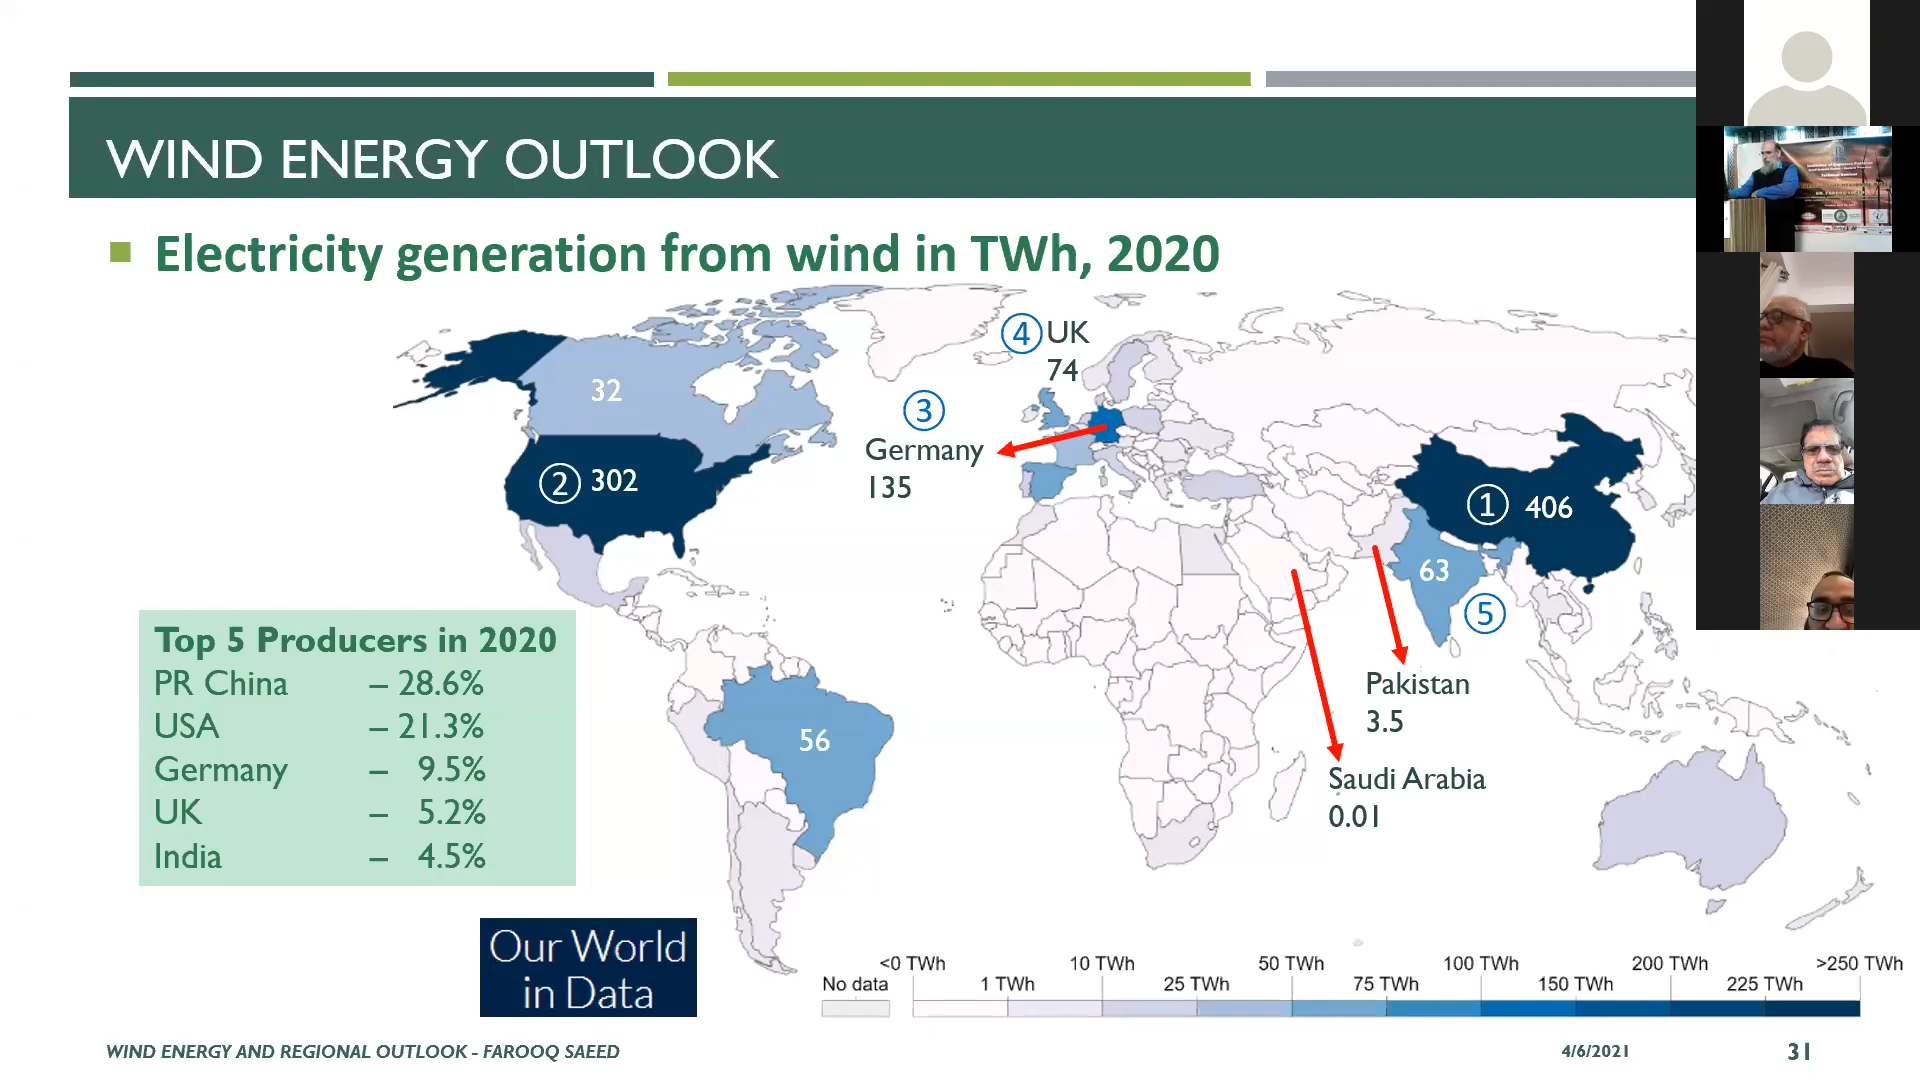 WIND ENERGY OUTLOOK
Electricity generation from wind in TWh, 2020
4 UK
74
32
3
Germany
135
2 302
1 406
63
5
Top 5 Producers in 2020
PR China – 28.6%
USA – 21.3%
Germany – 9.5%
UK – 5.2%
India – 4.5%
56
Pakistan
3.5
Saudi Arabia
0.01
Our World
in Data
<0 TWh 10 TWh 50 TWh 100 TWh 200 TWh >250 TWh
No data 1 TWh 25 TWh 75 TWh 150 TWh 225 TWh
WIND ENERGY AND REGIONAL OUTLOOK - FAROOQ SAEED
4/6/2021
31